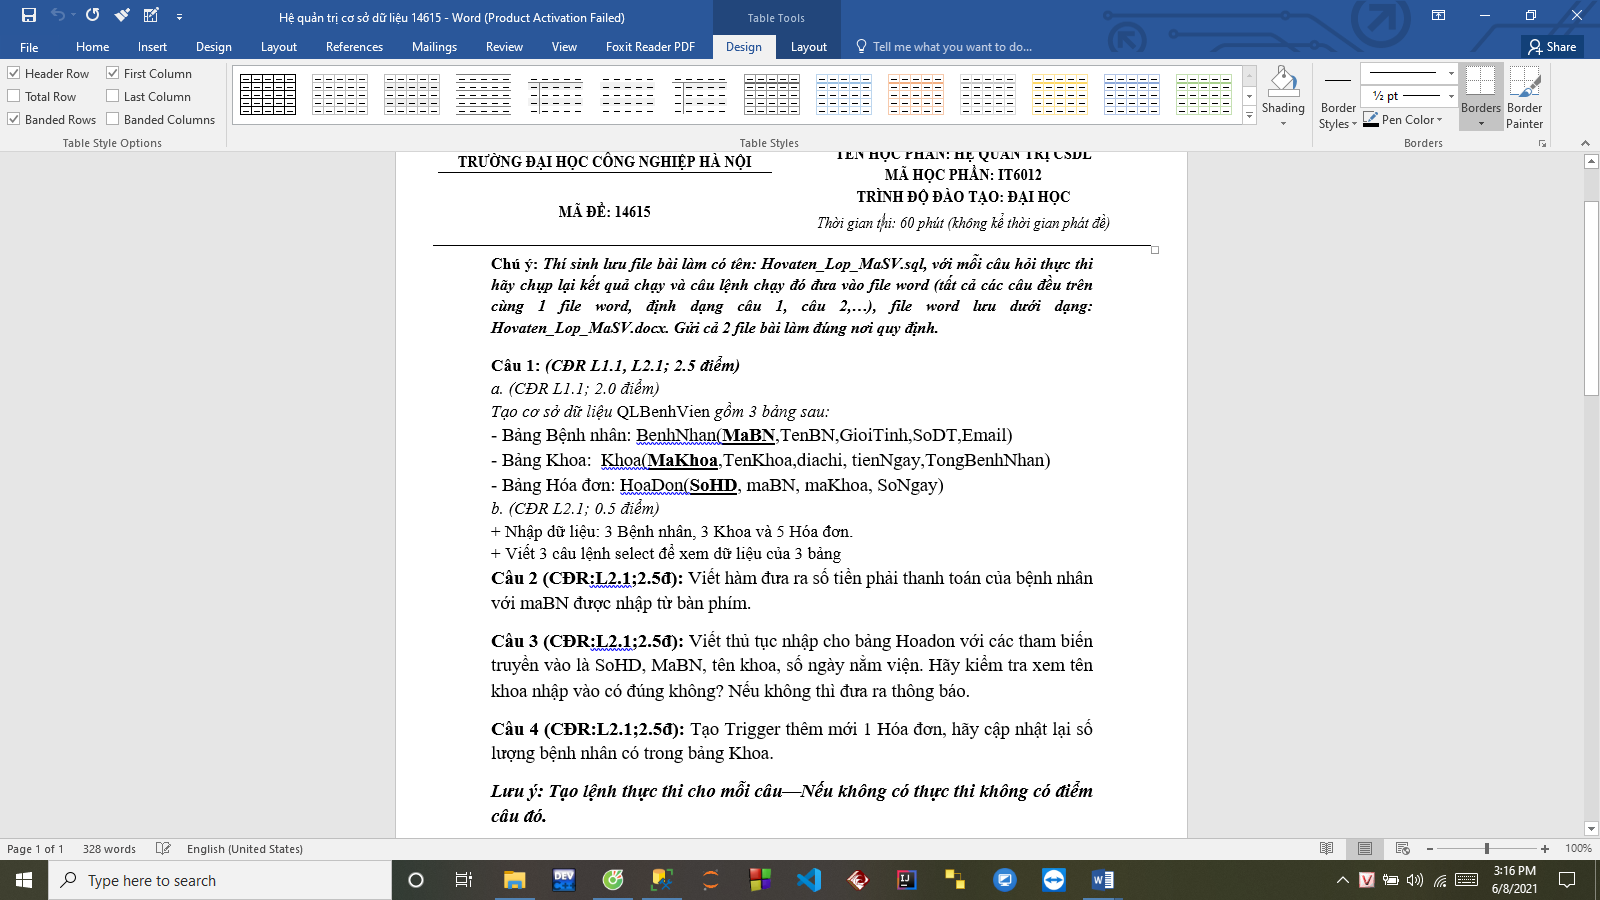 Hệ quản trị cơ sở dữ liệu 14615 - Word (Product Activation Failed)
Table Tools
File Home Insert Design Layout References Mailings Review View Foxit Reader PDF Design Layout Tell me what you want to do... Share
Header Row First Column
Total Row Last Column
Banded Rows Banded Columns
Table Style Options
Table Styles
Shading
Border Styles
½ pt
Pen Color
Borders
Border Painter
Borders
TRƯỜNG ĐẠI HỌC CÔNG NGHIỆP HÀ NỘI
MÃ ĐỀ: 14615
TÊN HỌC PHẦN: HỆ QUẢN TRỊ CSDL
MÃ HỌC PHẦN: IT6012
TRÌNH ĐỘ ĐÀO TẠO: ĐẠI HỌC
Thời gian thi: 60 phút (không kể thời gian phát đề)
Chú ý: Thí sinh lưu file bài làm có tên: Hovaten_Lop_MaSV.sql, với mỗi câu hỏi thực thi
hãy chụp lại kết quả chạy và câu lệnh chạy đó đưa vào file word (tất cả các câu đều trên
cùng 1 file word, định dạng câu 1, câu 2,...), file word lưu dưới dạng:
Hovaten_Lop_MaSV.docx. Gửi cả 2 file bài làm đúng nơi quy định.
Câu 1: (CĐR L1.1, L2.1; 2.5 điểm)
a. (CĐR L1.1; 2.0 điểm)
Tạo cơ sở dữ liệu QLBenhVien gồm 3 bảng sau:
- Bảng Bệnh nhân: BenhNhan(MaBN,TenBN,GioiTinh,SoDT,Email)
- Bảng Khoa: Khoa(MaKhoa,TenKhoa,diachi, tienNgay,TongBenhNhan)
- Bảng Hóa đơn: HoaDon(SoHD, maBN, maKhoa, SoNgay)
b. (CĐR L2.1; 0.5 điểm)
+ Nhập dữ liệu: 3 Bệnh nhân, 3 Khoa và 5 Hóa đơn.
+ Viết 3 câu lệnh select để xem dữ liệu của 3 bảng
Câu 2 (CĐR:L2.1;2.5đ): Viết hàm đưa ra số tiền phải thanh toán của bệnh nhân
với maBN được nhập từ bàn phím.
Câu 3 (CĐR:L2.1;2.5đ): Viết thủ tục nhập cho bảng Hoadon với các tham biến
truyền vào là SoHD, MaBN, tên khoa, số ngày nằm viện. Hãy kiểm tra xem tên
khoa nhập vào có đúng không? Nếu không thì đưa ra thông báo.
Câu 4 (CĐR:L2.1;2.5đ): Tạo Trigger thêm mới 1 Hóa đơn, hãy cập nhật lại số
lượng bệnh nhân có trong bảng Khoa.
Lưu ý: Tạo lệnh thực thi cho mỗi câu—Nếu không có thực thi không có điểm
câu đó.
Page 1 of 1 328 words English (United States) 100%
Type here to search
DEV
3:16 PM
6/8/2021